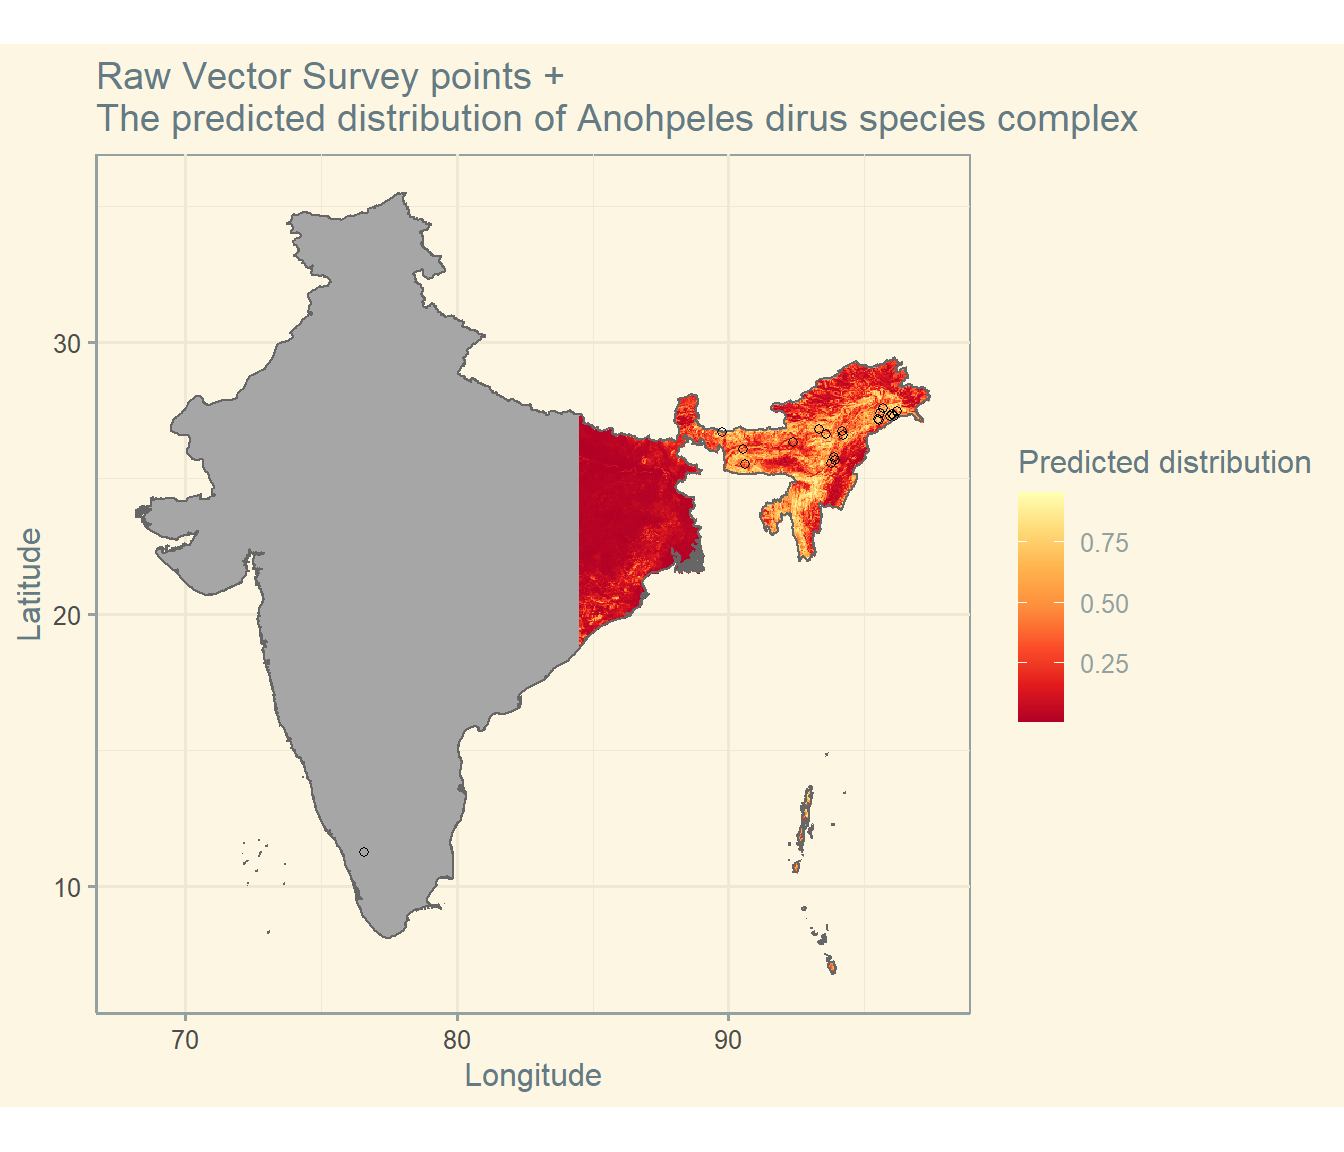 Raw Vector Survey points +
The predicted distribution of Anohpeles dirus species complex
30
20
10
Latitude
70
80
90
Longitude
Predicted distribution
0.75
0.50
0.25